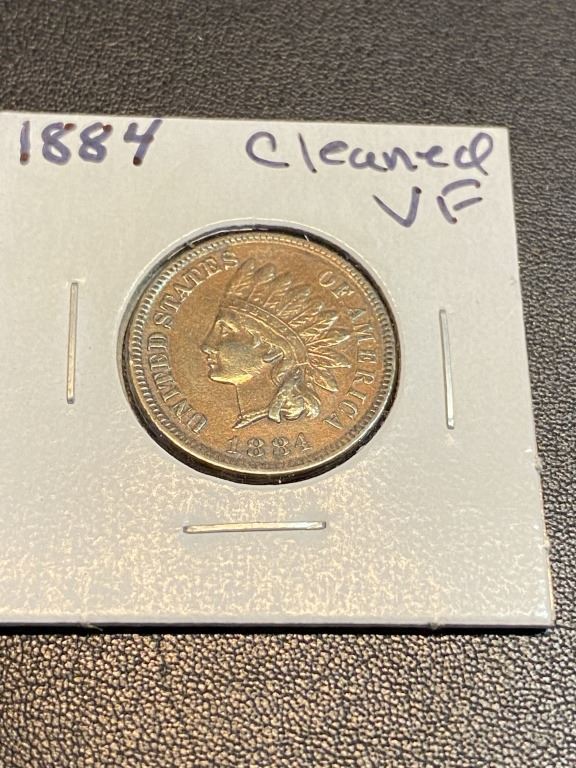 1884 Cleaned
VF
UNITED STATES OF AMERICA
1884